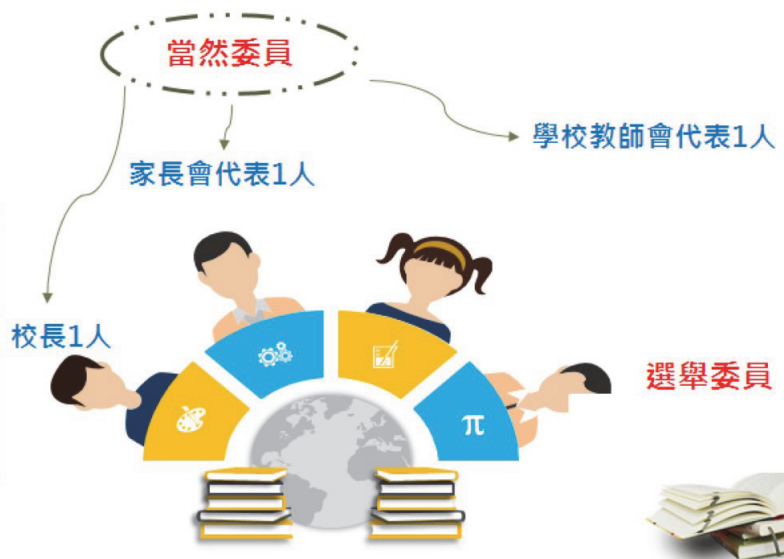 當然委員
學校教師會代表1人
家長會代表1人
校長1人
選舉委員
π